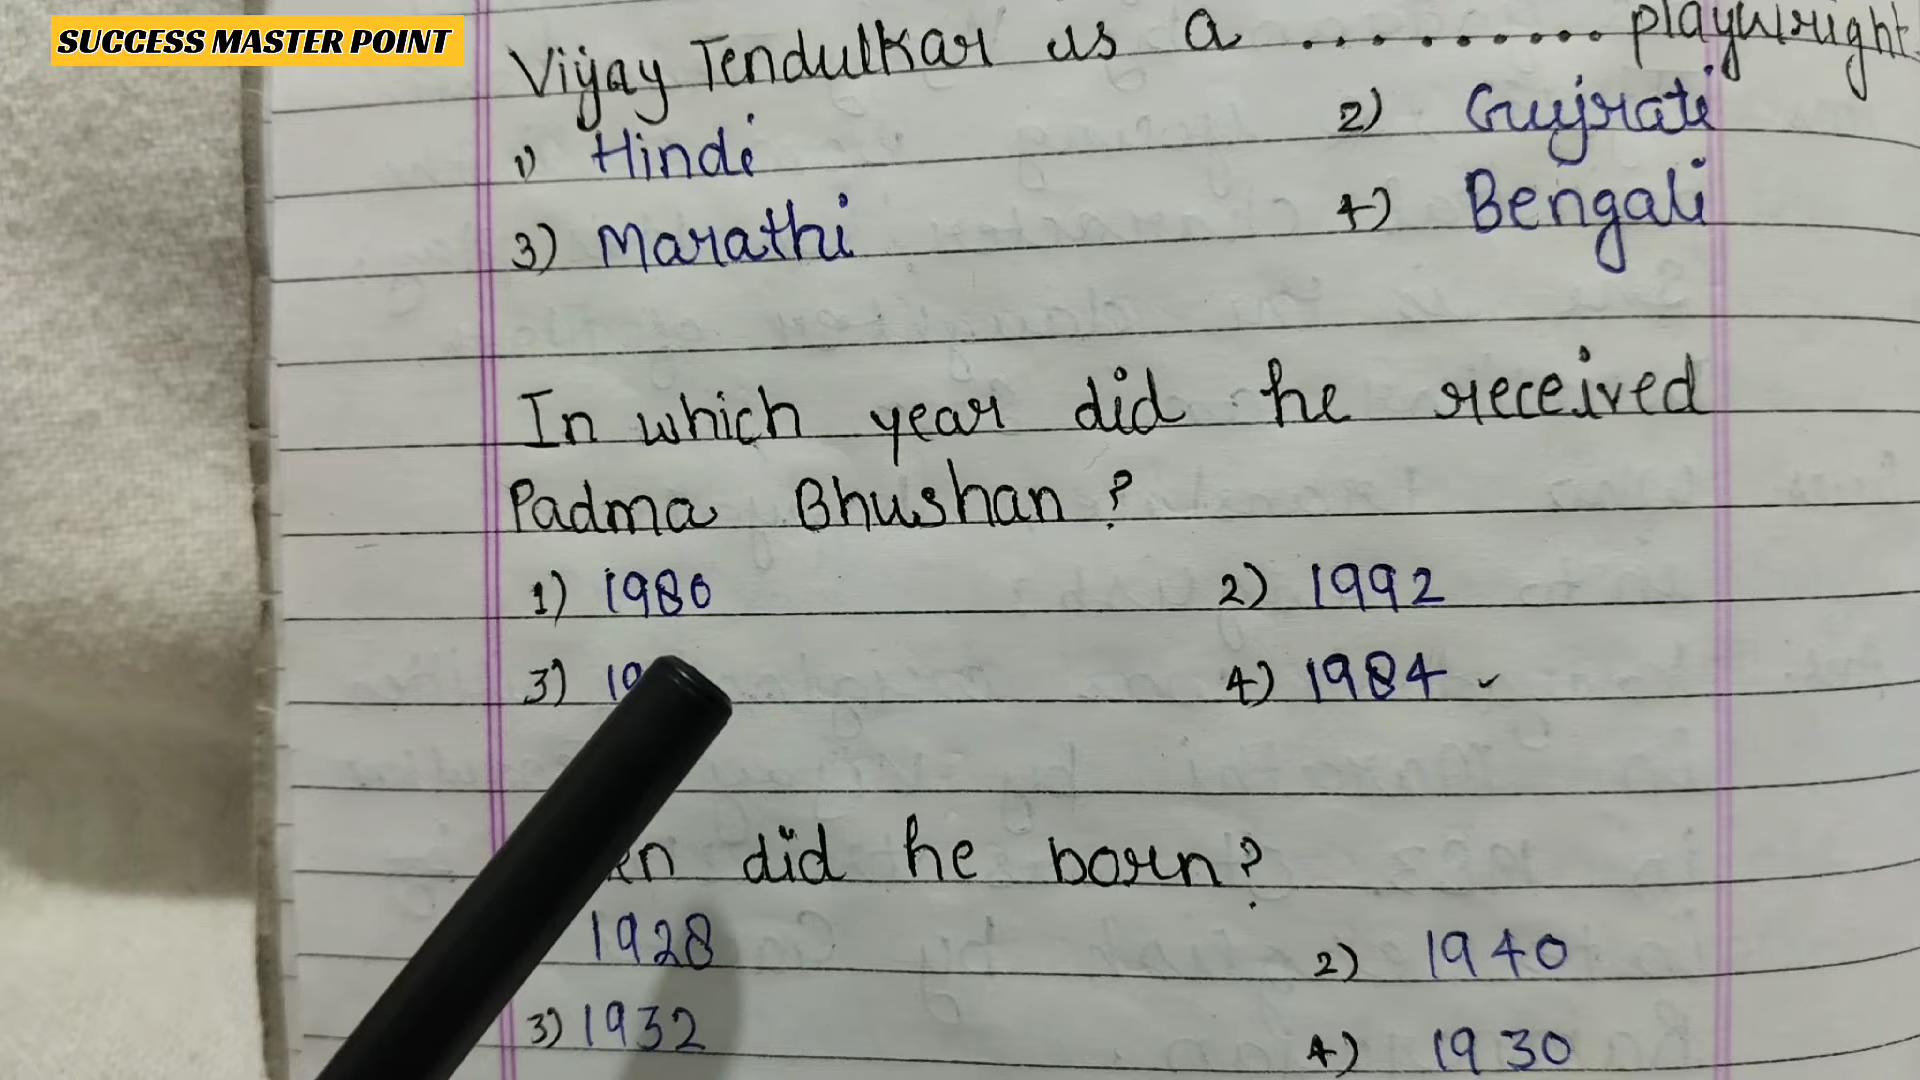 SUCCESS MASTER POINT
Vijay Tendulkar is a .......... playwright
1) Hindi 2) Gujrati
3) Marathi 4) Bengali
In which year did he received
Padma Bhushan ?
1) 1980 2) 1992
3) 4) 1984 ✓
did he born?
1928 2) 1940
3) 1932 4) 1930